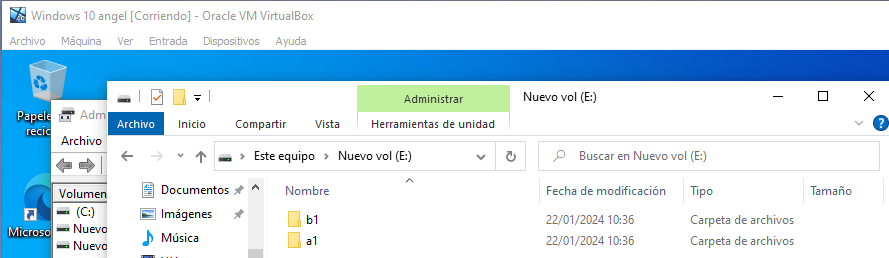 Windows 10 angel [Corriendo] - Oracle VM VirtualBox
Archivo Máquina Ver Entrada Dispositivos Ayuda
Administrar Nuevo vol (E:)
Archivo Inicio Compartir Vista Herramientas de unidad
Papele
recic
Adm
Archivo
Este equipo Nuevo vol (E:) Buscar en Nuevo vol (E:)
Nombre Fecha de modificación Tipo Tamaño
Documentos
Imágenes
Música
Volumen
(C:)
Nuevo
Nuevo
Microso
b1 22/01/2024 10:36 Carpeta de archivos
a1 22/01/2024 10:36 Carpeta de archivos